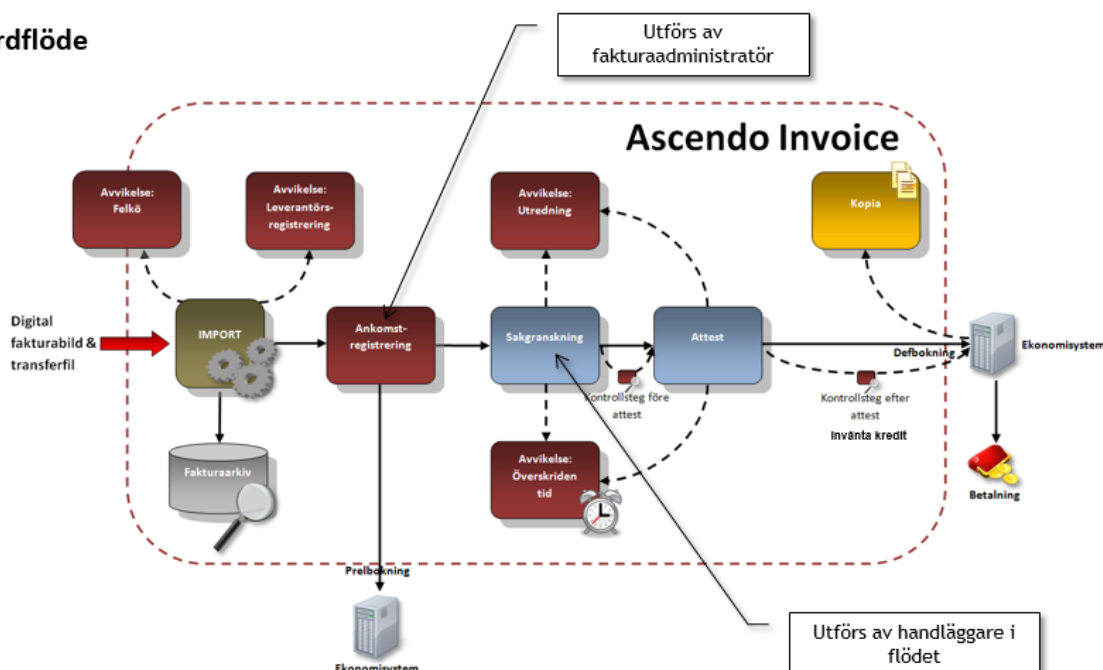 rdflöde
Utförs av
fakturaadministratör
Ascendo Invoice
Avvikelse:
Felkö
Avvikelse:
Leverantörs-
registrering
Avvikelse:
Utredning
Kopia
Digital
fakturabild &
transferfil
IMPORT
Ankomst-
registrering
Sakgranskning
Attest
Defbokning
Ekonomisystem
Kontrollsteg före
attest
Kontrollsteg efter
attest
Invänta kredit
Fakturaarkiv
Avvikelse:
Överskriden
tid
Betalning
Prelbokning
Ekonomisystem
Utförs av handläggare i
flödet